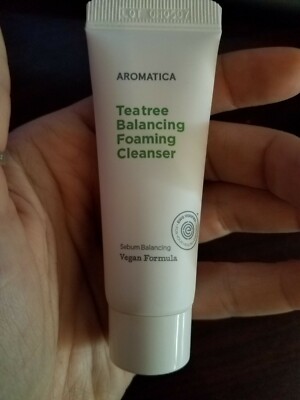 AROMATICA
Teatree
Balancing
Foaming
Cleanser
Sebum Balancing
Vegan Formula